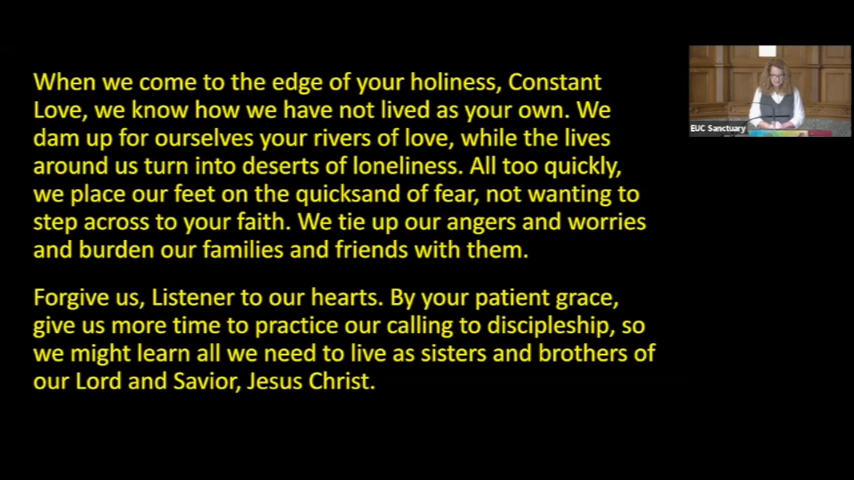 When we come to the edge of your holiness, Constant
Love, we know how we have not lived as your own. We
dam up for ourselves your rivers of love, while the lives
around us turn into deserts of loneliness. All too quickly,
we place our feet on the quicksand of fear, not wanting to
step across to your faith. We tie up our angers and worries
and burden our families and friends with them.
Forgive us, Listener to our hearts. By your patient grace,
give us more time to practice our calling to discipleship, so
we might learn all we need to live as sisters and brothers of
our Lord and Savior, Jesus Christ.
EUC Sanctuary